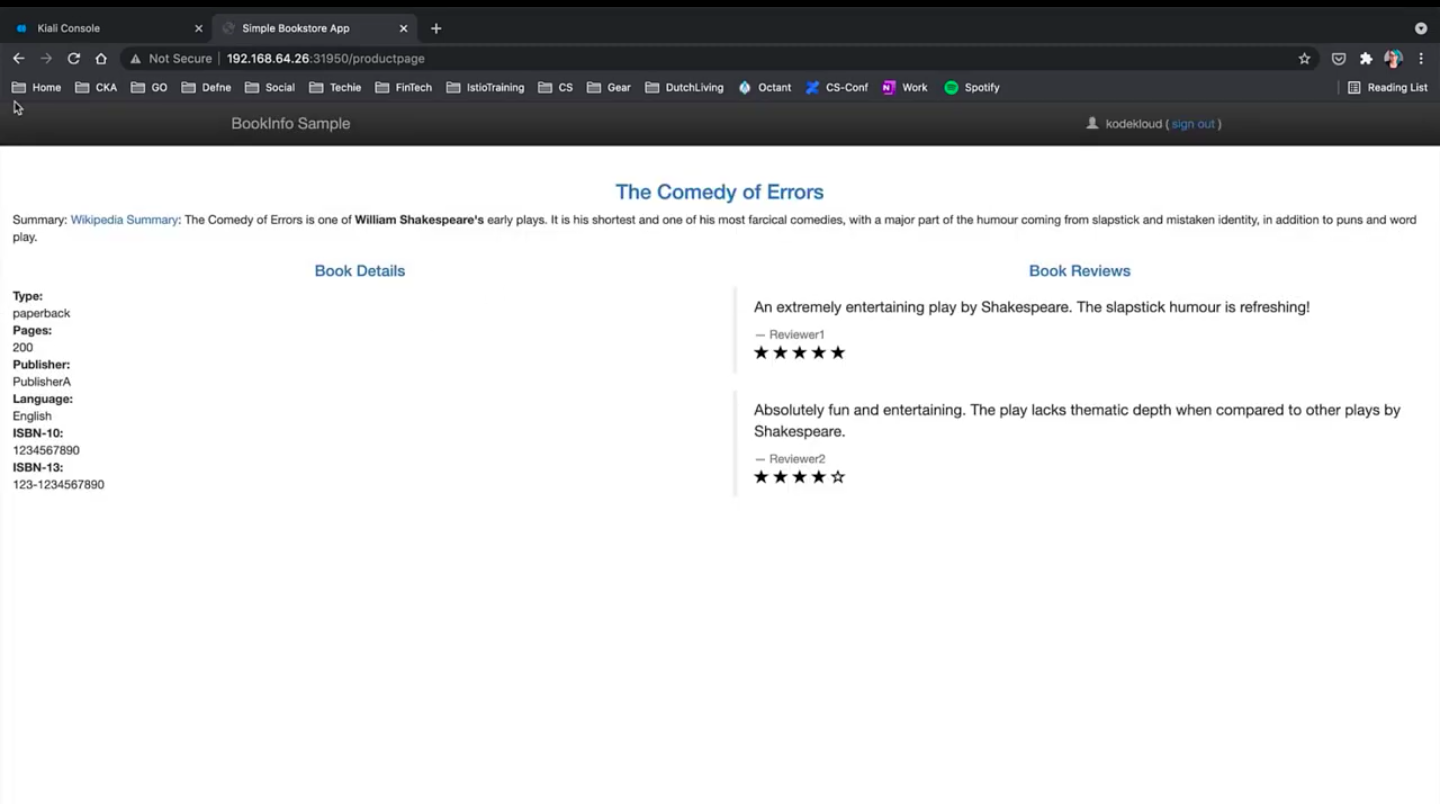 Kiali Console
Simple Bookstore App
Not Secure | 192.168.64.26:31950/productpage
Home CKA GO Defne Social Techie FinTech IstioTraining CS Gear DutchLiving Octant CS-Conf Work Spotify Reading List
BookInfo Sample
kodekloud (sign out)
The Comedy of Errors
Summary: Wikipedia Summary: The Comedy of Errors is one of William Shakespeare's early plays. It is his shortest and one of his most farcical comedies, with a major part of the humour coming from slapstick and mistaken identity, in addition to puns and word
play.
Book Details
Type:
paperback
Pages:
200
Publisher:
PublisherA
Language:
English
ISBN-10:
1234567890
ISBN-13:
123-1234567890
Book Reviews
An extremely entertaining play by Shakespeare. The slapstick humour is refreshing!
— Reviewer1
★★★★★
Absolutely fun and entertaining. The play lacks thematic depth when compared to other plays by
Shakespeare.
— Reviewer2
★★★★☆